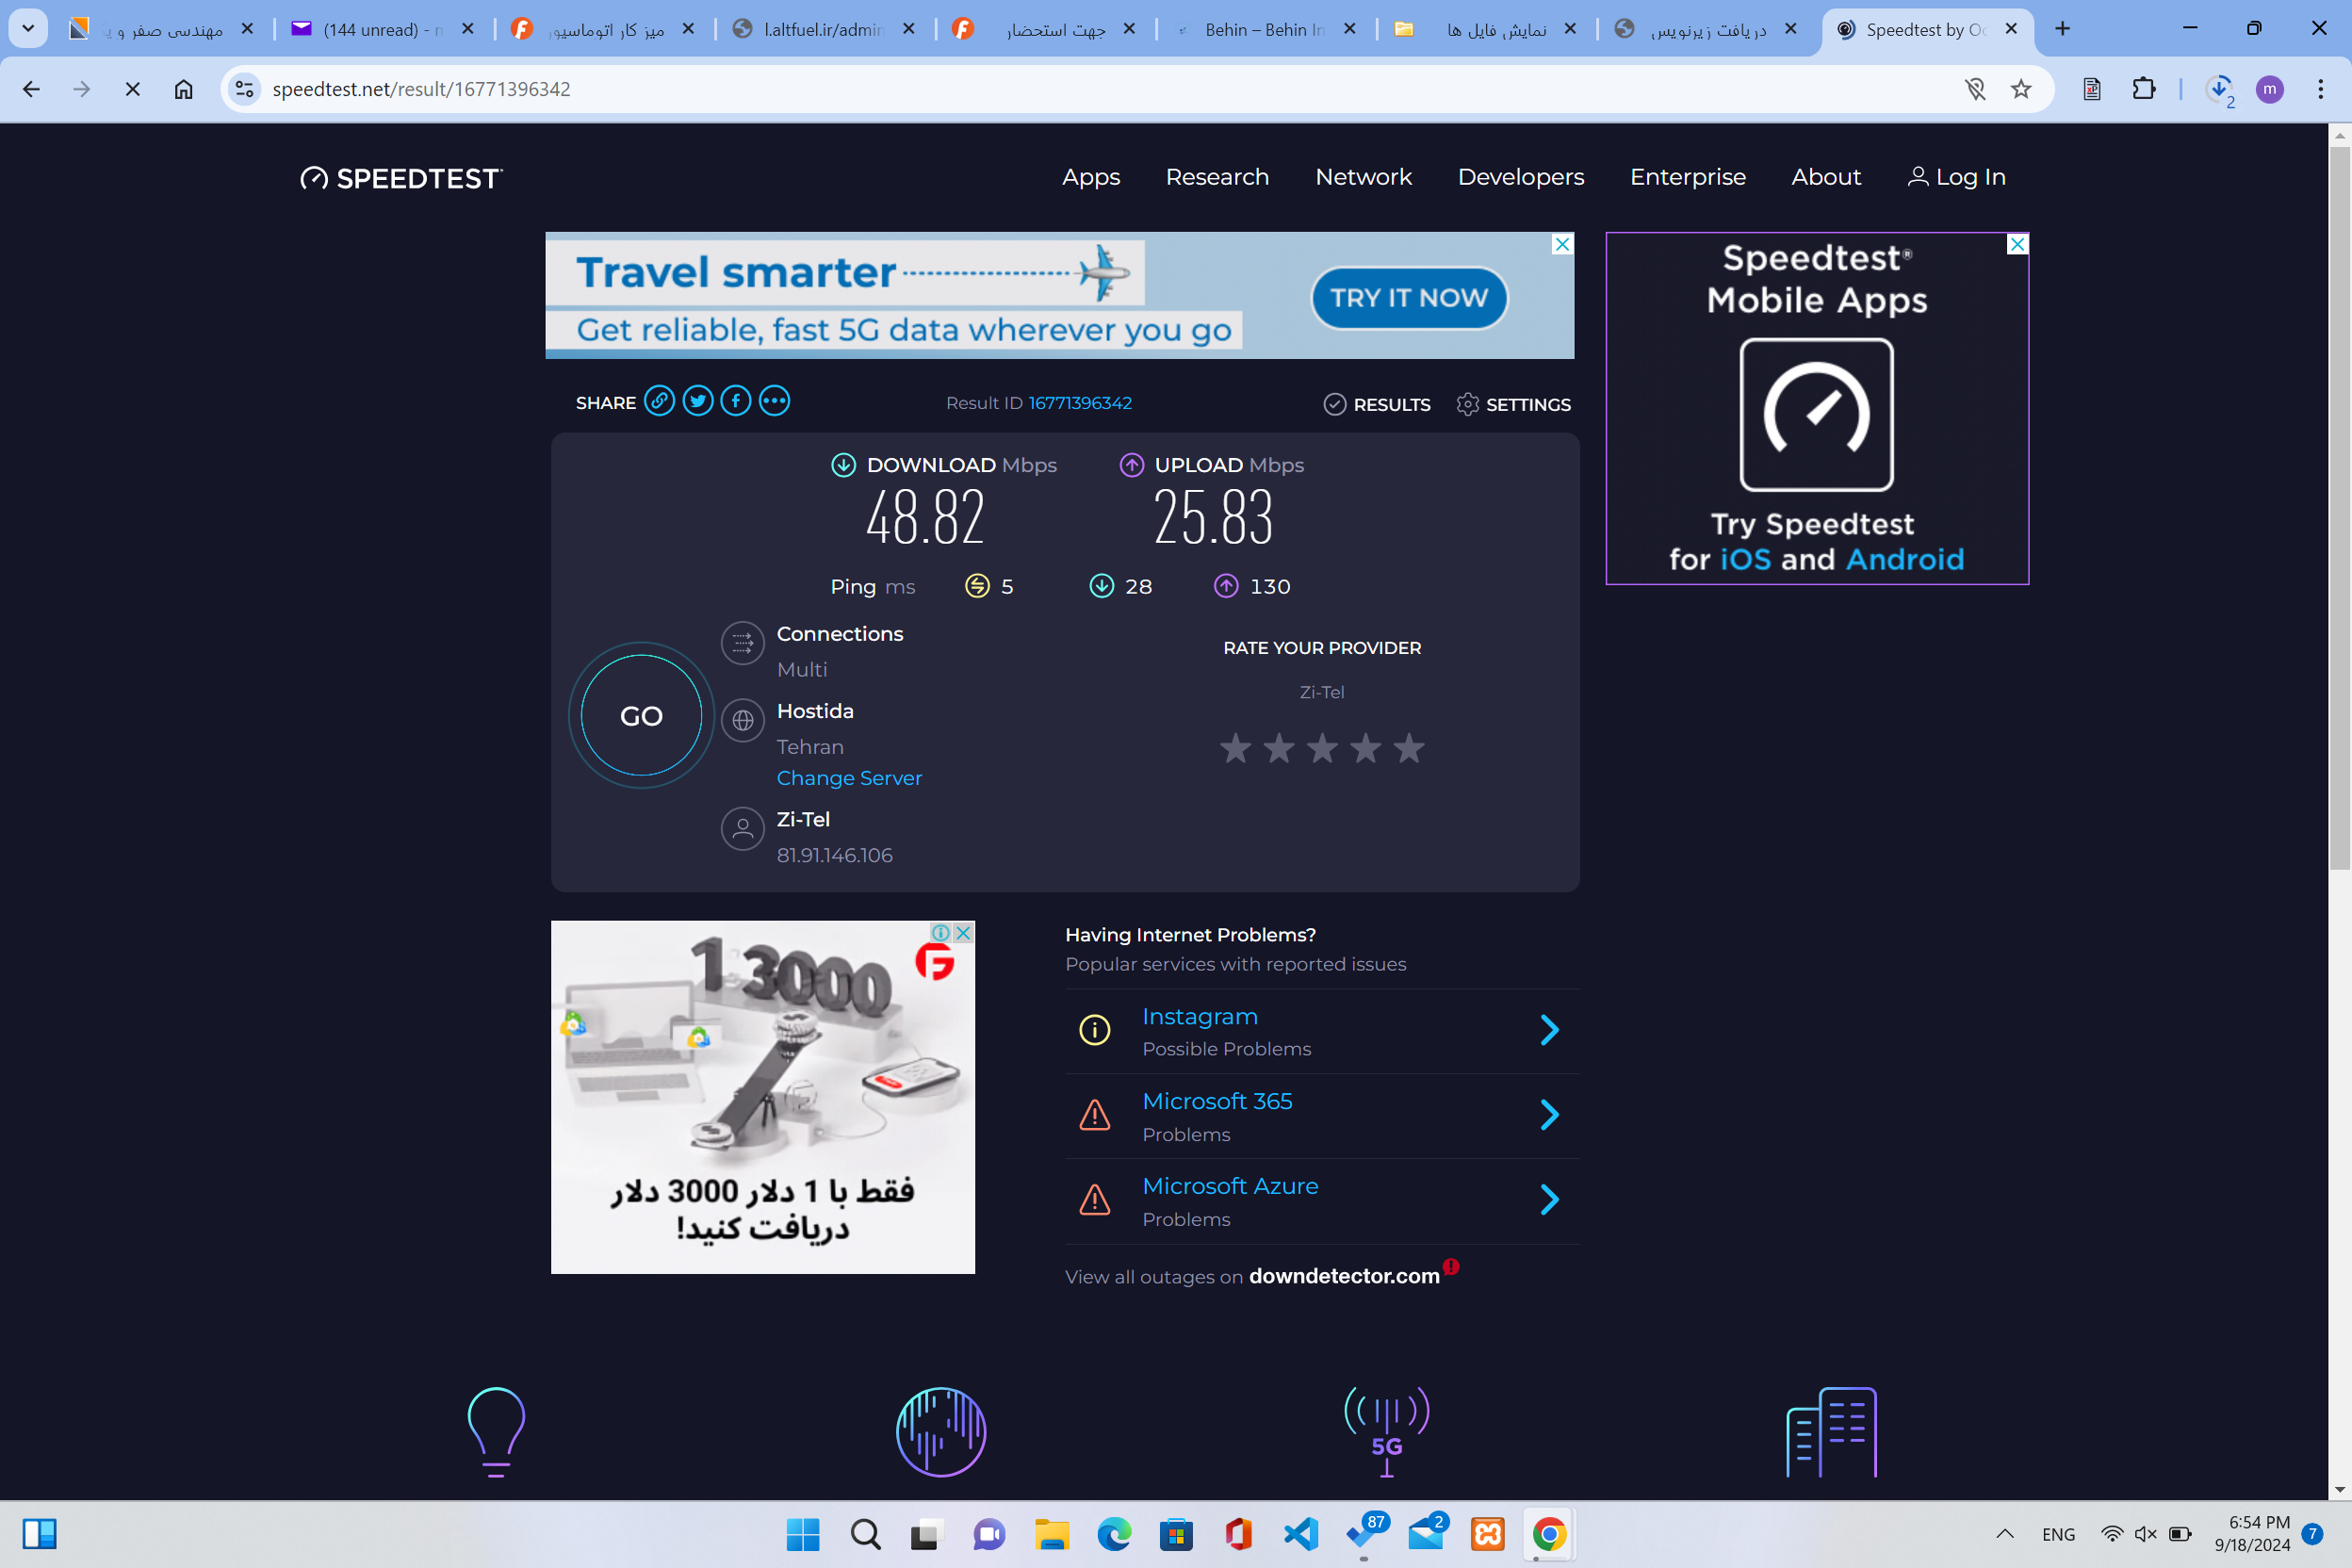 مهندسی صفر و ی
(144 unread) - n
میز کار اتوماسیور
l.altfuel.ir/admin
جهت استحضار
Behin – Behin In
نمایش فایل ها
دریافت زیرنویس
Speedtest by Oo
speedtest.net/result/16771396342
2
m
SPEEDTEST
Apps
Research
Network
Developers
Enterprise
About
Log In
Travel smarter
TRY IT NOW
Get reliable, fast 5G data wherever you go
Speedtest®
Mobile Apps
Try Speedtest
for iOS and Android
SHARE
Result ID 16771396342
RESULTS
SETTINGS
DOWNLOAD Mbps
48.82
UPLOAD Mbps
25.83
Ping ms
5
28
130
GO
Connections
Multi
Hostida
Tehran
Change Server
Zi-Tel
81.91.146.106
RATE YOUR PROVIDER
Zi-Tel
13000
فقط با 1 دلار 3000 دلار
دریافت کنید!
Having Internet Problems?
Popular services with reported issues
Instagram
Possible Problems
Microsoft 365
Problems
Microsoft Azure
Problems
View all outages on downdetector.com
5G
87
2
ENG
6:54 PM
9/18/2024
7